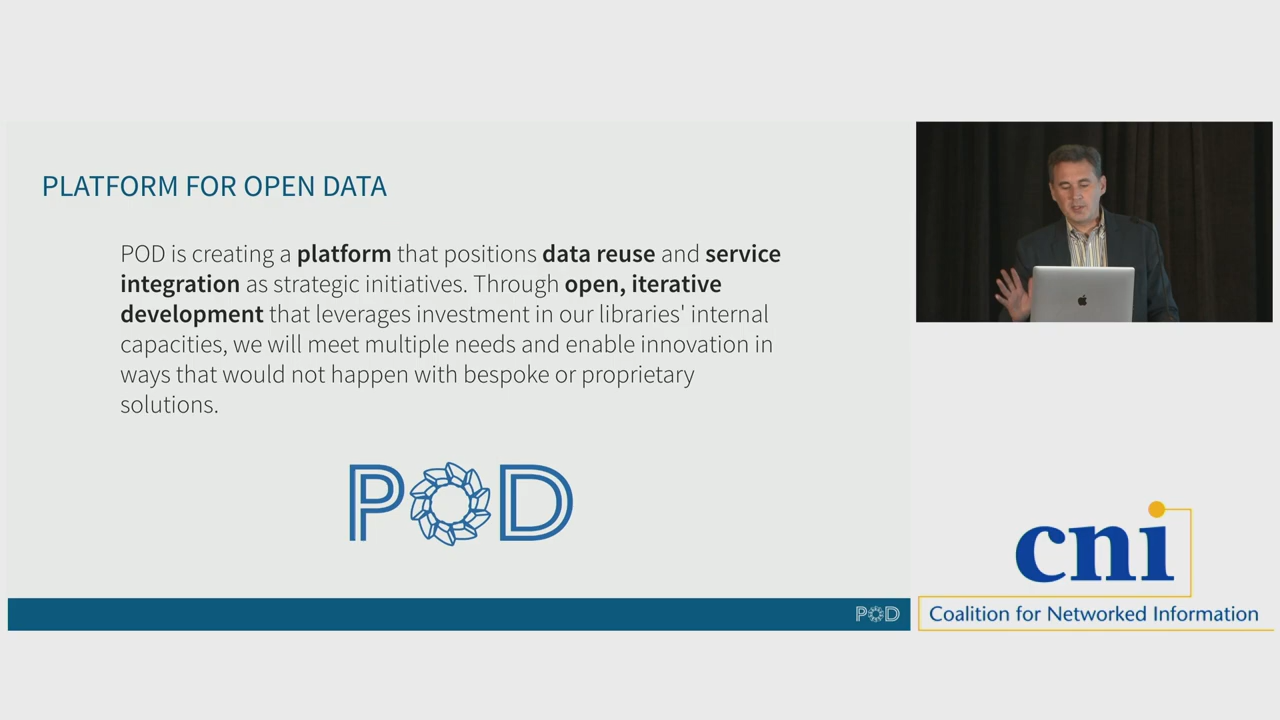 PLATFORM FOR OPEN DATA
POD is creating a platform that positions data reuse and service
integration as strategic initiatives. Through open, iterative
development that leverages investment in our libraries' internal
capacities, we will meet multiple needs and enable innovation in
ways that would not happen with bespoke or proprietary
solutions.
POD
POD
cni
Coalition for Networked Information